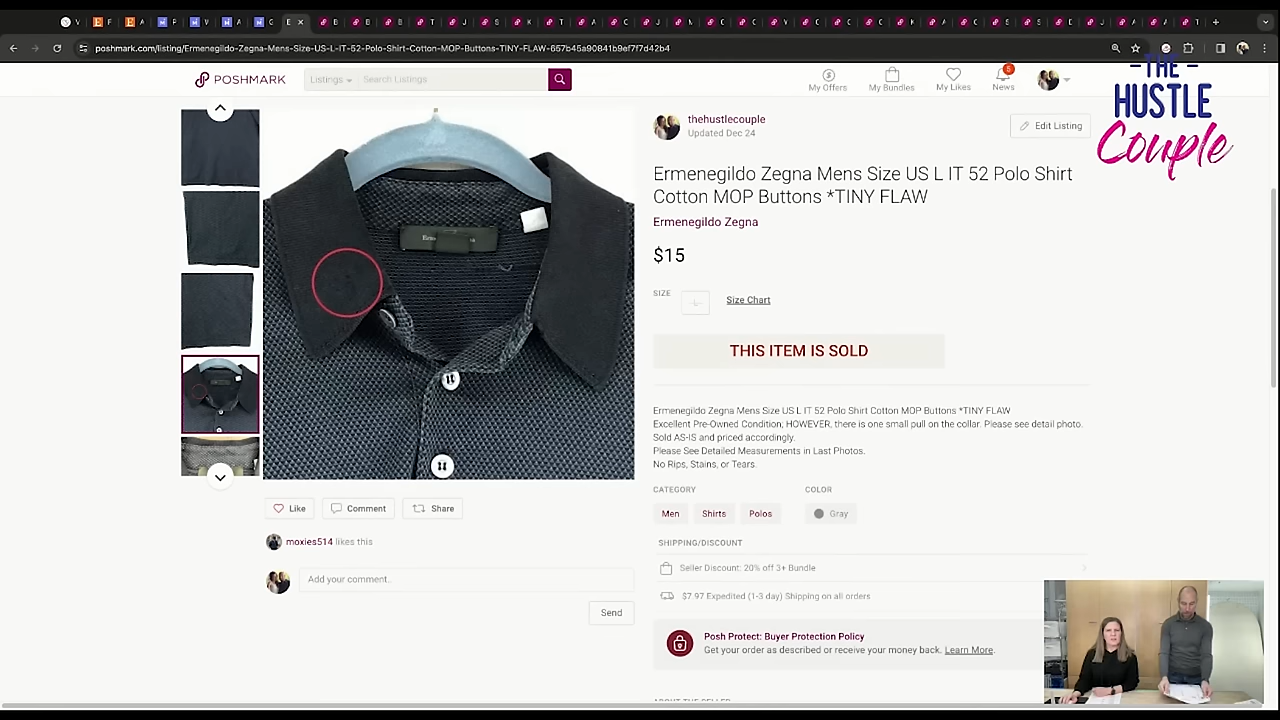 poshmark.com/listing/Ermenegildo-Zegna-Mens-Size-US-L-IT-52-Polo-Shirt-Cotton-MOP-Buttons-TINY-FLAW-657b45a90841b9ef7f7d42b4
POSHMARK
Listings
Search Listings
My Offers
My Bundles
My Likes
News
5
-THE-
HUSTLE
Couple
thehustlecouple
Updated Dec 24
Edit Listing
Ermenegildo Zegna Mens Size US L IT 52 Polo Shirt
Cotton MOP Buttons *TINY FLAW
Ermenegildo Zegna
$15
SIZE
L
Size Chart
THIS ITEM IS SOLD
Ermenegildo Zegna Mens Size US L IT 52 Polo Shirt Cotton MOP Buttons *TINY FLAW
Excellent Pre-Owned Condition, HOWEVER, there is one small pull on the collar. Please see detail photo.
Sold AS-IS and priced accordingly.
Please See Detailed Measurements in Last Photos.
No Rips, Stains, or Tears.
CATEGORY
COLOR
Men
Shirts
Polos
Gray
Like
Comment
Share
moxies514 likes this
Add your comment..
Send
SHIPPING/DISCOUNT
Seller Discount: 20% off 3+ Bundle
$7.97 Expedited (1-3 day) Shipping on all orders
Posh Protect: Buyer Protection Policy
Get your order as described or receive your money back. Learn More.
ABOUT THE SELLER